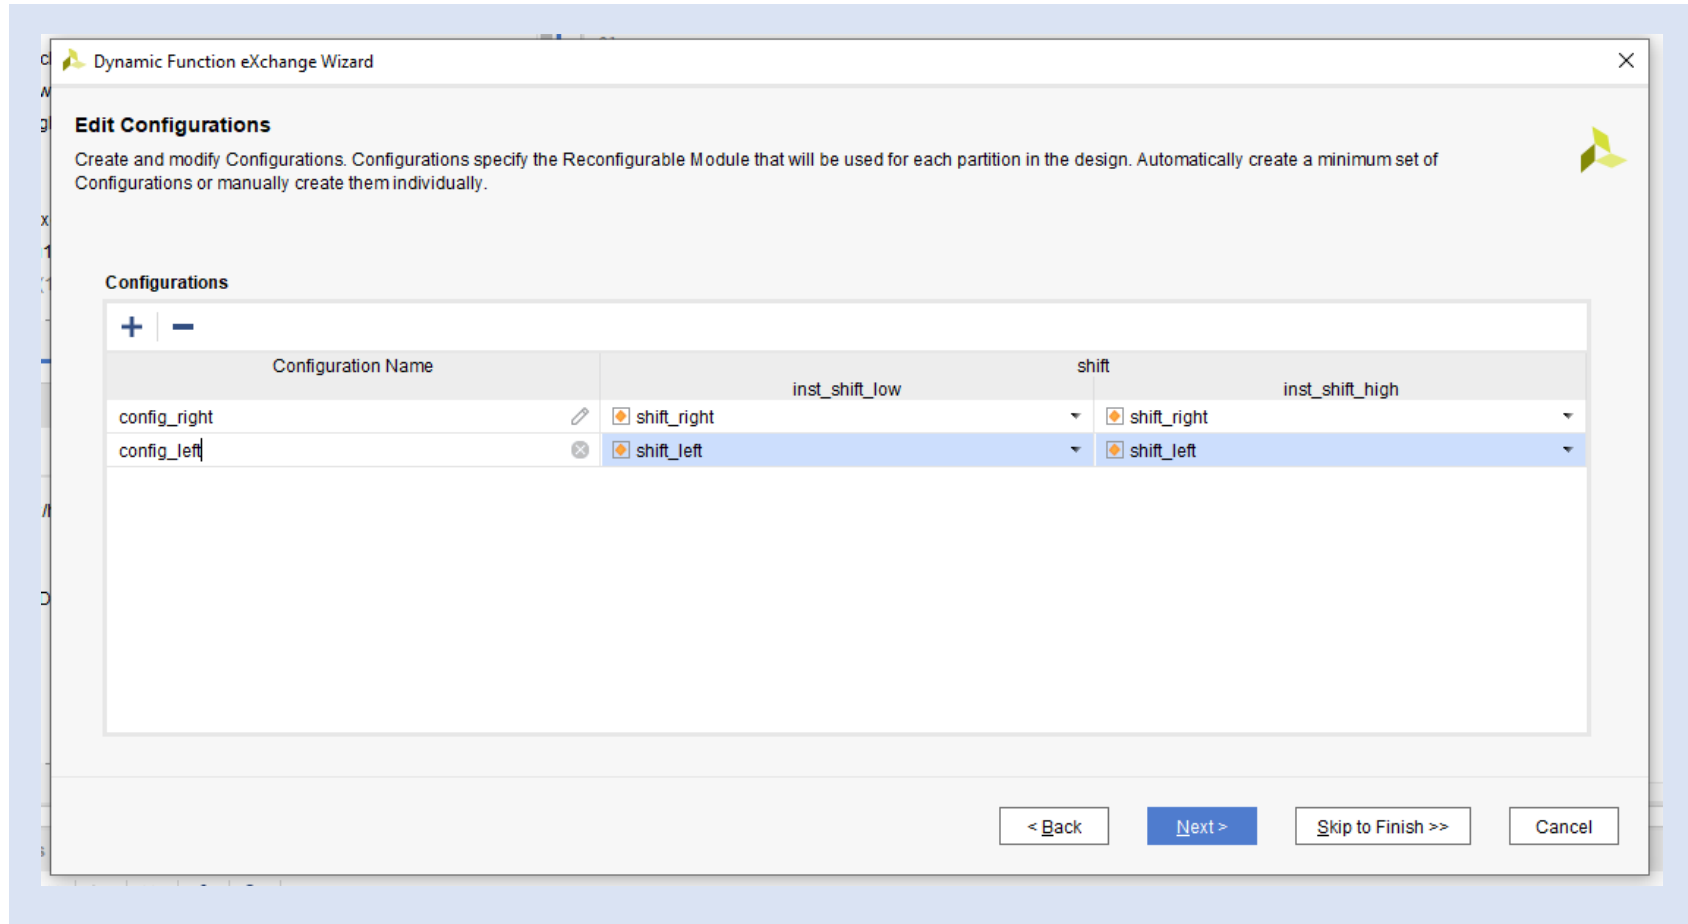 Dynamic Function eXchange Wizard
Edit Configurations
Create and modify Configurations. Configurations specify the Reconfigurable Module that will be used for each partition in the design. Automatically create a minimum set of
Configurations or manually create them individually.
Configurations
Configuration Name
shift
inst_shift_low inst_shift_high
config_right shift_right shift_right
config_left shift_left shift_left
< Back Next > Skip to Finish >> Cancel